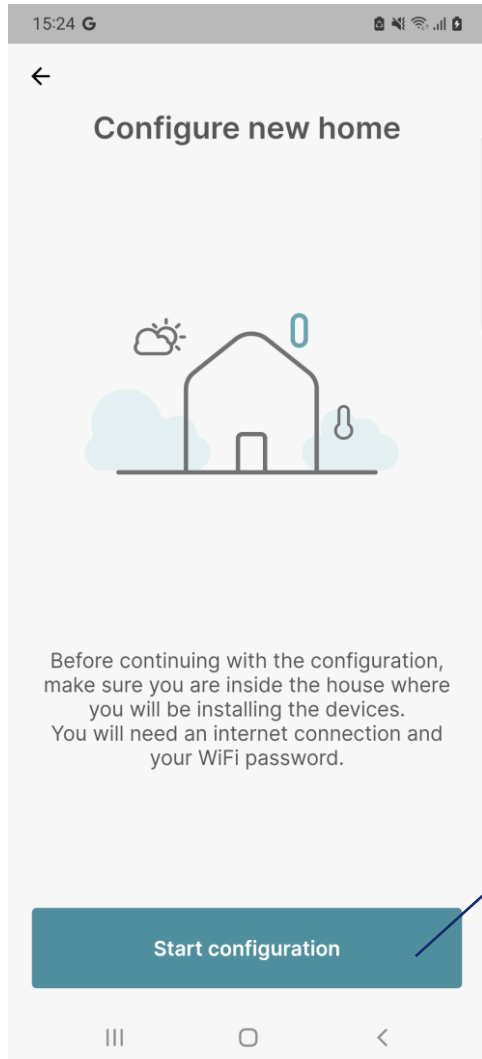 15:24 G
Configure new home
Before continuing with the configuration,
make sure you are inside the house where
you will be installing the devices.
You will need an internet connection and
your WiFi password.
Start configuration